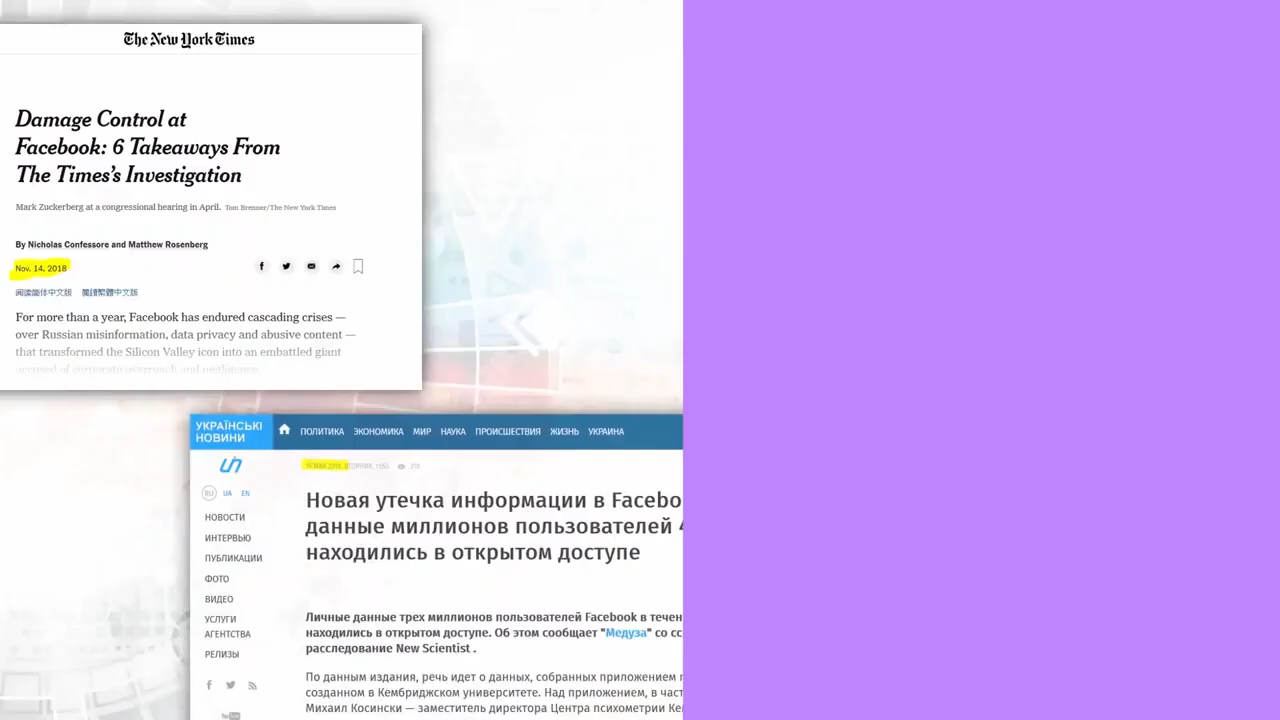 The New York Times
Damage Control at
Facebook: 6 Takeaways From
The Times's Investigation
Mark Zuckerberg at a congressional hearing in April. Tom Brenner/The New York Times
By Nicholas Confessore and Matthew Rosenberg
Nov. 14, 2018
阅读简体中文版 閱讀繁體中文版
For more than a year, Facebook has endured cascading crises —
over Russian misinformation, data privacy and abusive content —
that transformed the Silicon Valley icon into an embattled giant
accused of corporate overreach and negligence.
УКРАЇНСЬКІ
НОВИНИ
ПОЛИТИКА ЭКОНОМИКА МИР НАУКА ПРОИСШЕСТВИЯ ЖИЗНЬ УКРАИНА
RU UA EN
НОВОСТИ
ИНТЕРВЬЮ
ПУБЛИКАЦИИ
ФОТО
ВИДЕО
УСЛУГИ
АГЕНТСТВА
РЕЛИЗЫ
Новая утечка информации в Facebo
данные миллионов пользователей
находились в открытом доступе
Личные данные трех миллионов пользователей Facebook в течен
находились в открытом доступе. Об этом сообщает "Медуза" со сс
расследование New Scientist .
По данным издания, речь идет о данных, собранных приложением
созданном в Кембриджском университете. Над приложением, в част
Михаил Косински — заместитель директора Центра психометрии Ке